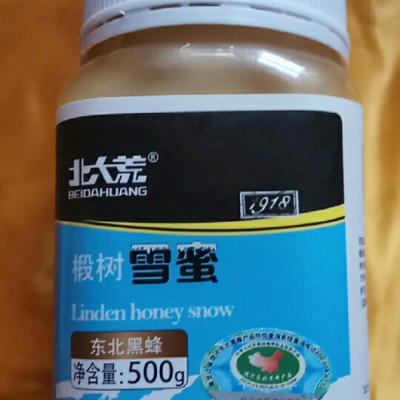 北大荒®
BEIDAHUANG
1918
椴树 雪蜜
Linden honey snow
东北黑蜂
净含量:500g